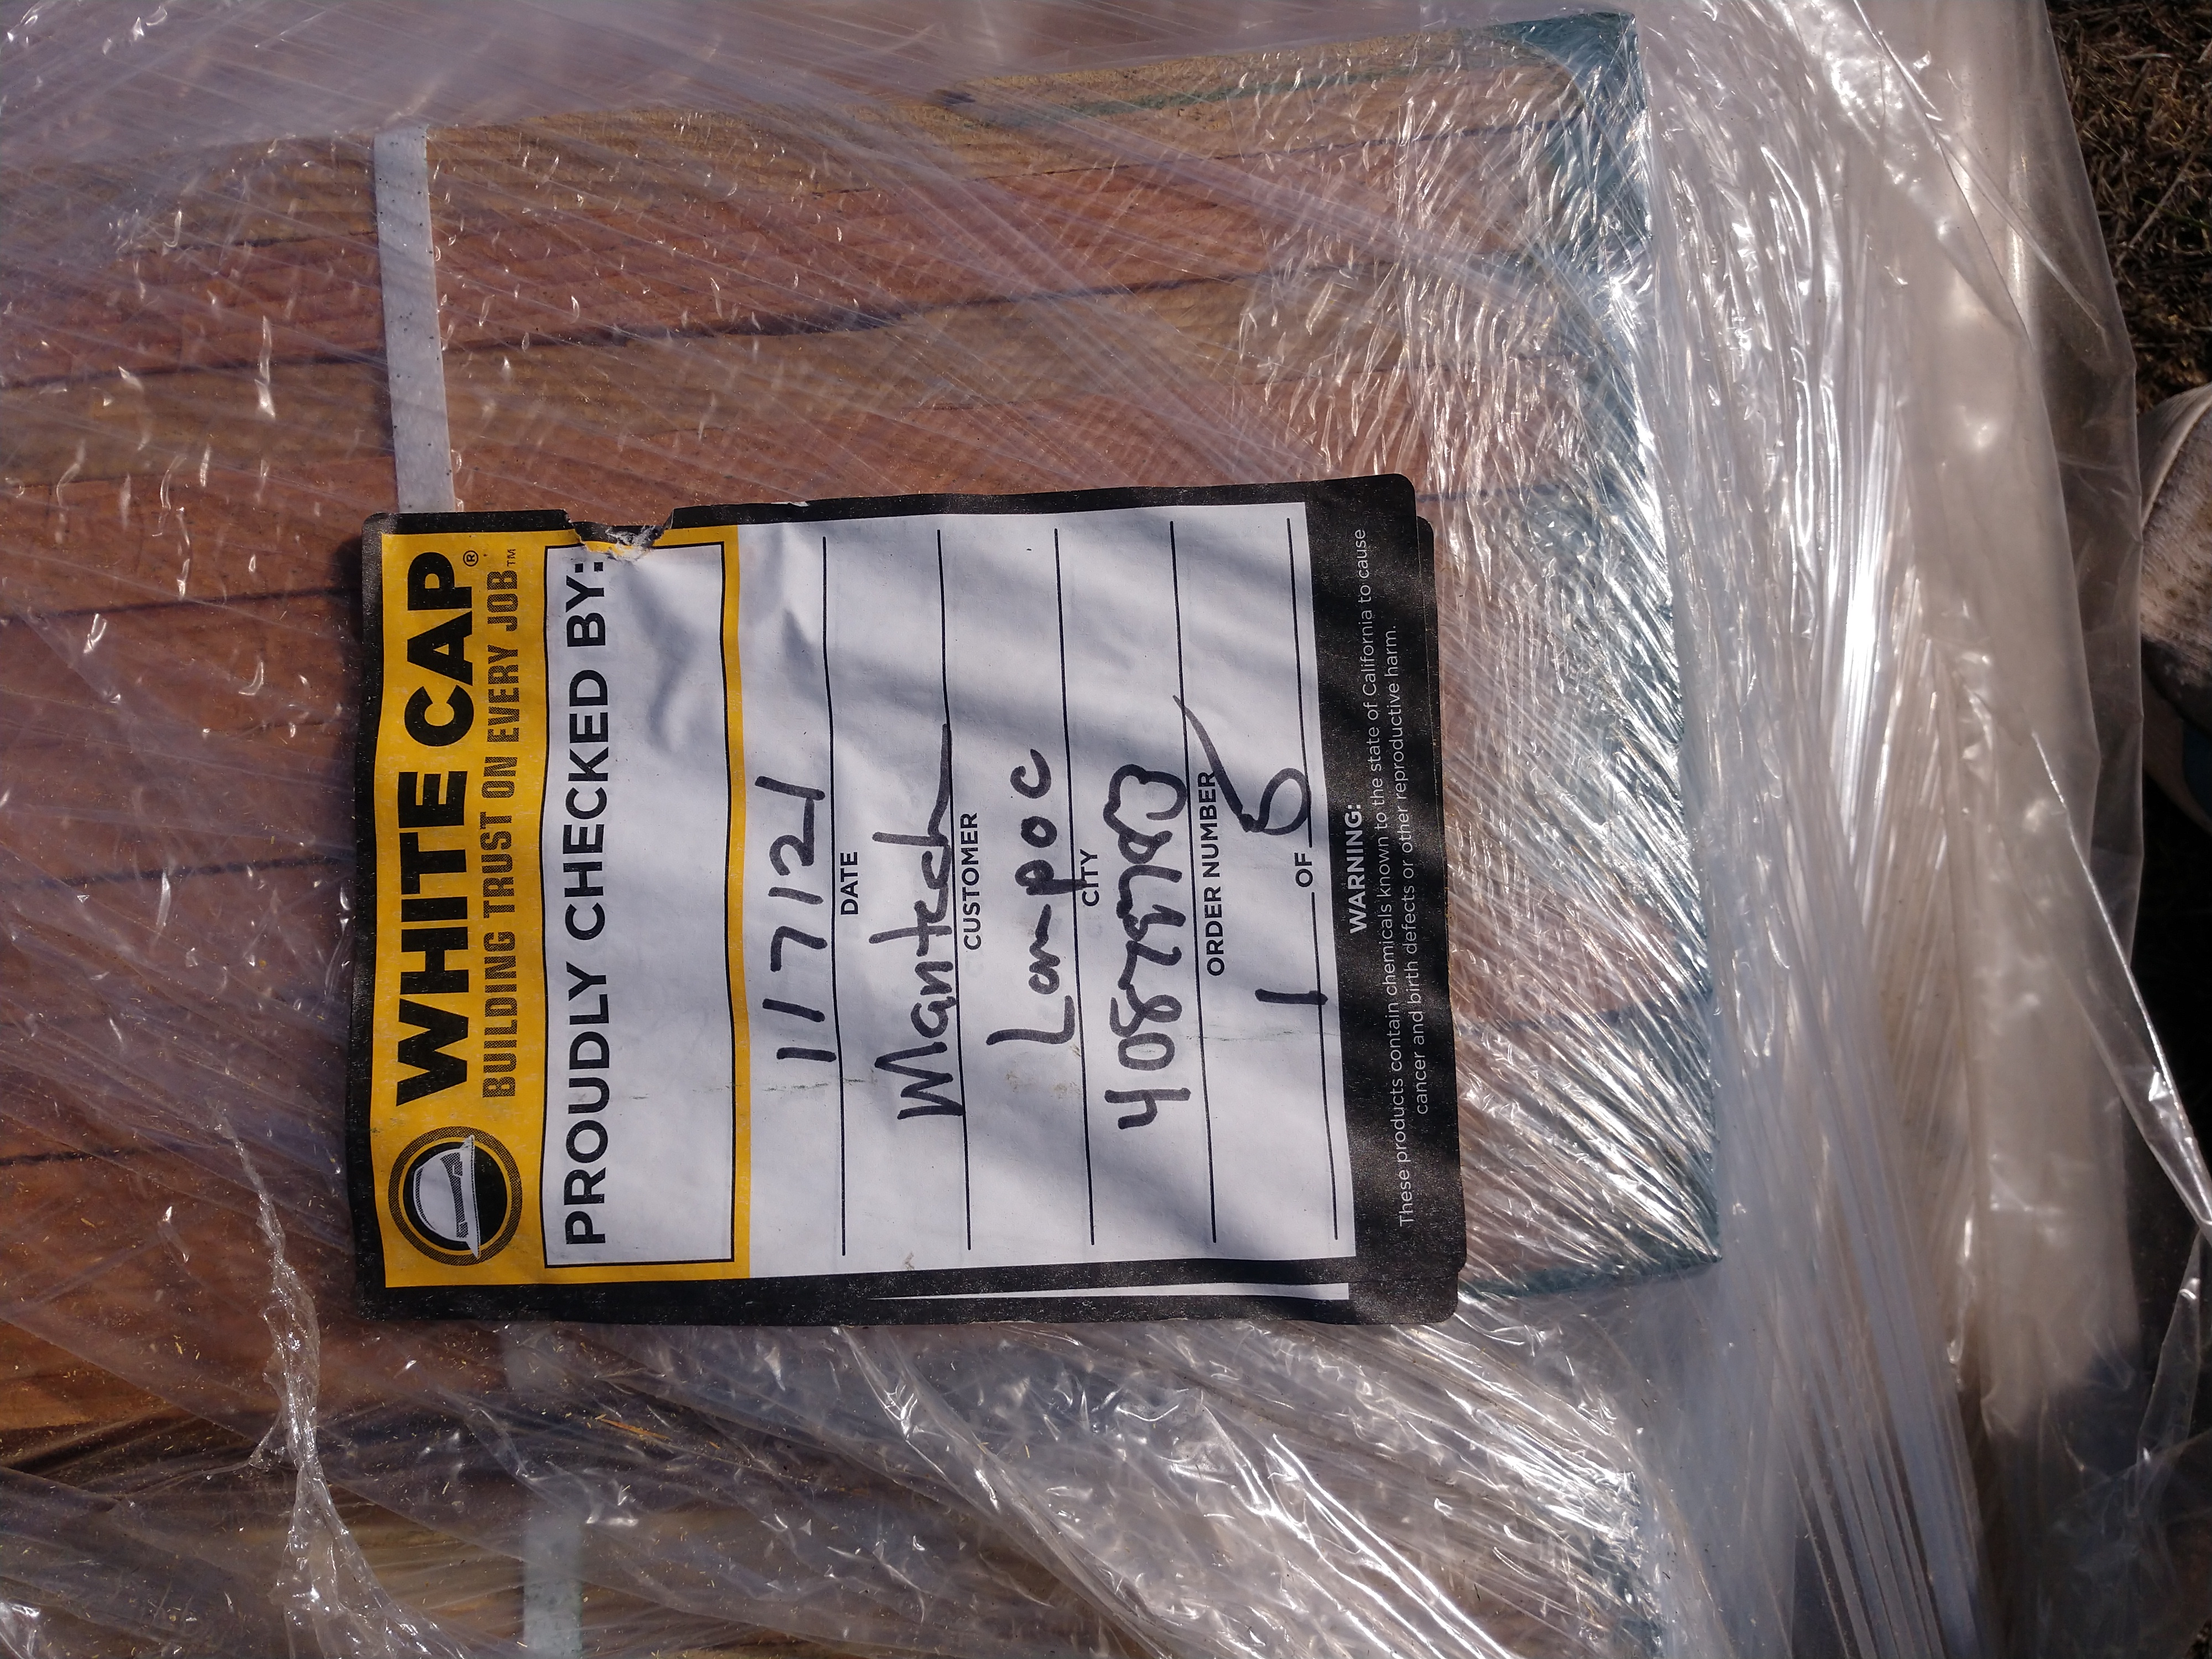 WHITE CAP®
BUILDING TRUST ON EVERY JOB™
PROUDLY CHECKED BY:
1/7/21
DATE
Mantech
CUSTOMER
Lompoc
CITY
ORDER NUMBER
1 OF 5
WARNING:
These products contain chemicals known to the state of California to cause
cancer and birth defects or other reproductive harm.